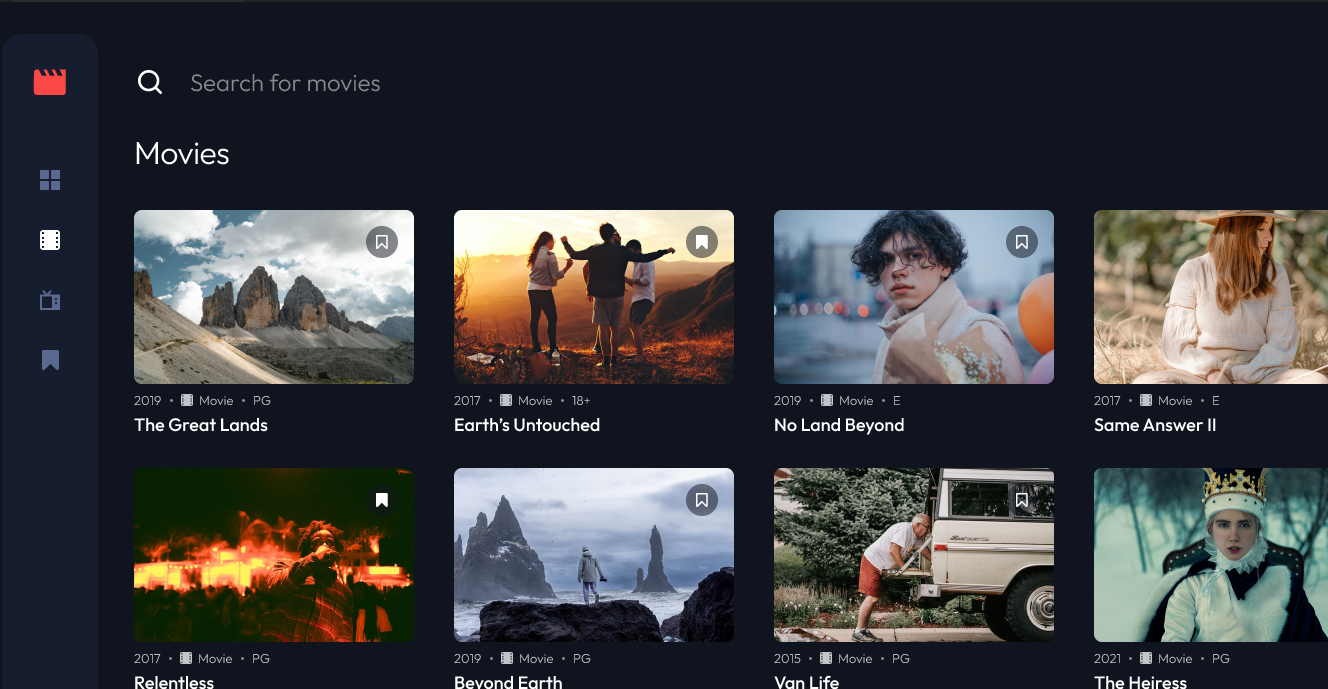 Search for movies
Movies
2019 • Movie • PG
The Great Lands
2017 • Movie • 18+
Earth’s Untouched
2019 • Movie • E
No Land Beyond
2017 • Movie • E
Same Answer II
2017 • Movie • PG
Relentless
2019 • Movie • PG
Beyond Earth
2015 • Movie • PG
Van Life
2021 • Movie • PG
The Heiress